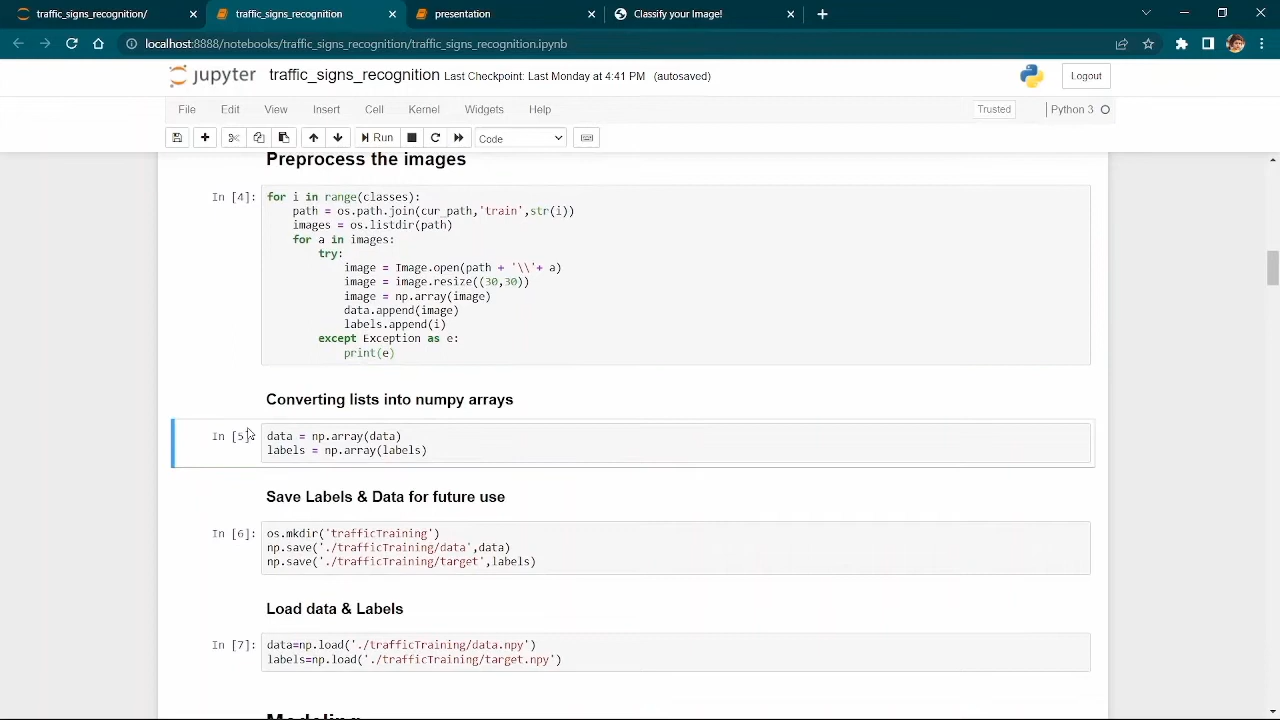 traffic_signs_recognition/
traffic_signs_recognition
presentation
Classify your Image!
localhost:8888/notebooks/traffic_signs_recognition/traffic_signs_recognition.ipynb
jupyter traffic_signs_recognition Last Checkpoint: Last Monday at 4:41 PM (autosaved)
Logout
File Edit View Insert Cell Kernel Widgets Help
Trusted
Python 3
Run
Code
Preprocess the images
In [4]:
for i in range(classes):
    path = os.path.join(cur_path,'train',str(i))
    images = os.listdir(path)
    for a in images:
        try:
            image = Image.open(path + '\\'+ a)
            image = image.resize((30,30))
            image = np.array(image)
            data.append(image)
            labels.append(i)
        except Exception as e:
            print(e)
Converting lists into numpy arrays
In [5]:
data = np.array(data)
labels = np.array(labels)
Save Labels & Data for future use
In [6]:
os.mkdir('trafficTraining')
np.save('./trafficTraining/data',data)
np.save('./trafficTraining/target',labels)
Load data & Labels
In [7]:
data=np.load('./trafficTraining/data.npy')
labels=np.load('./trafficTraining/target.npy')
Modeling